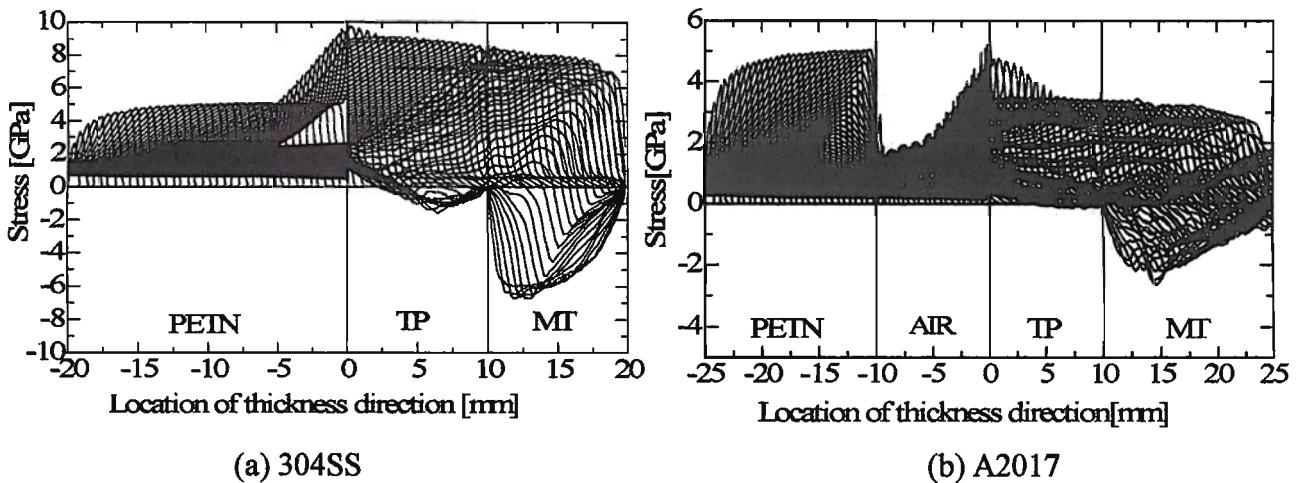 Stress [GPa]
10
8
6
4
2
0
-2
-4
-6
-8
-10
PETN
TP
MT
-20 -15 -10 -5 0 5 10 15 20
Location of thickness direction [mm]
(a) 304SS
Stress[GPa]
6
4
2
0
-2
-4
PETN
AIR
TP
MT
-25 -20 -15 -10 -5 0 5 10 15 20 25
Location of thickness direction[mm]
(b) A2017